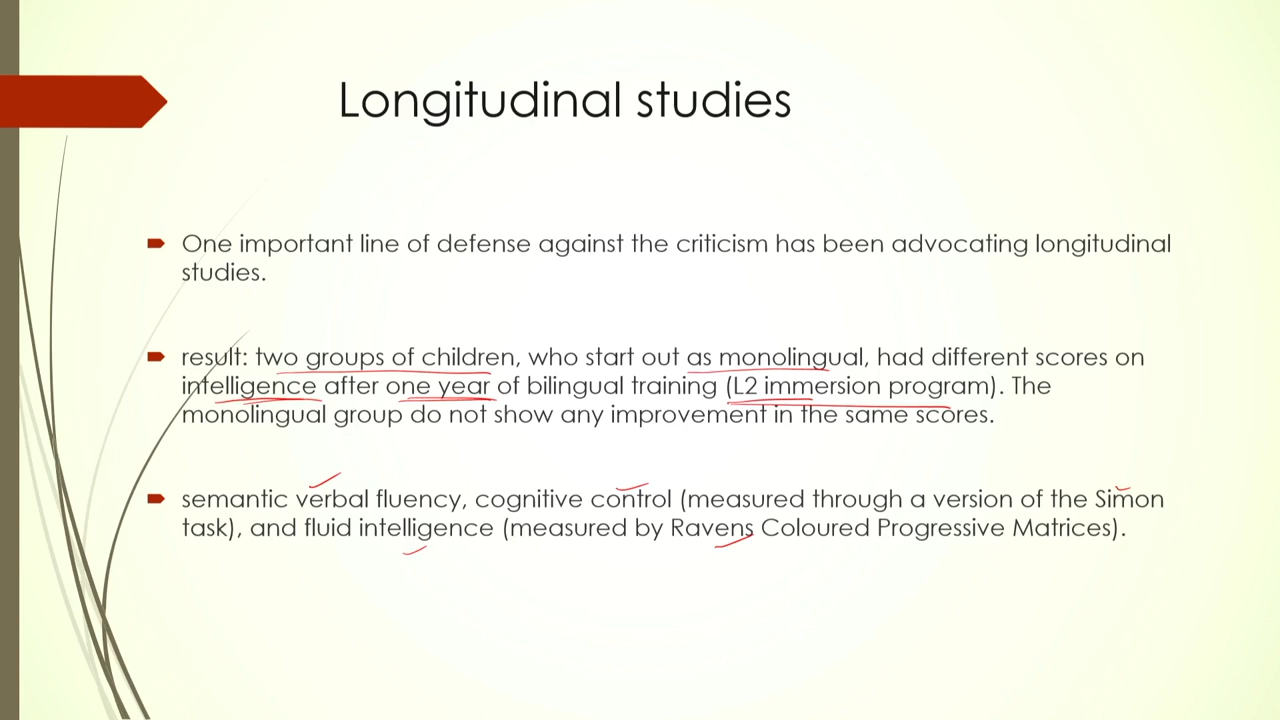 Longitudinal studies
One important line of defense against the criticism has been advocating longitudinal
studies.
result: two groups of children, who start out as monolingual, had different scores on
intelligence after one year of bilingual training (L2 immersion program). The
monolingual group do not show any improvement in the same scores.
semantic verbal fluency, cognitive control (measured through a version of the Simon
task), and fluid intelligence (measured by Ravens Coloured Progressive Matrices).